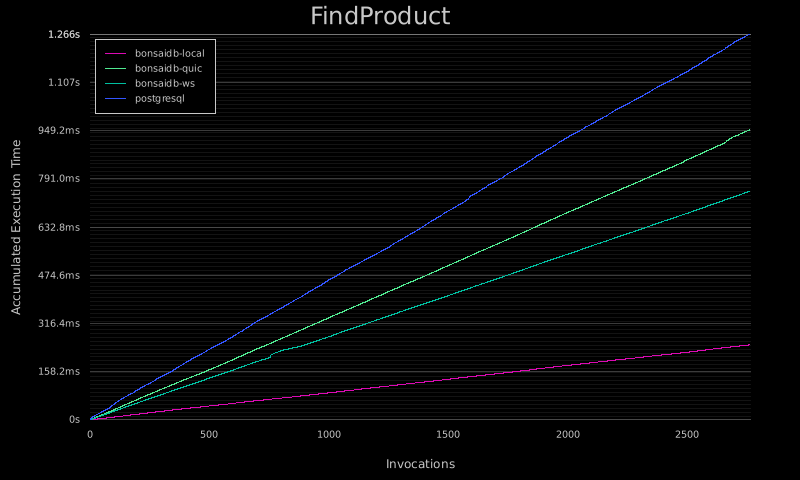 FindProduct
1.266s
1.107s
949.2ms
791.0ms
632.8ms
474.6ms
316.4ms
158.2ms
0s
bonsaidb-local
bonsaidb-quic
bonsaidb-ws
postgresql
Accumulated Execution Time
0 500 1000 1500 2000 2500
Invocations